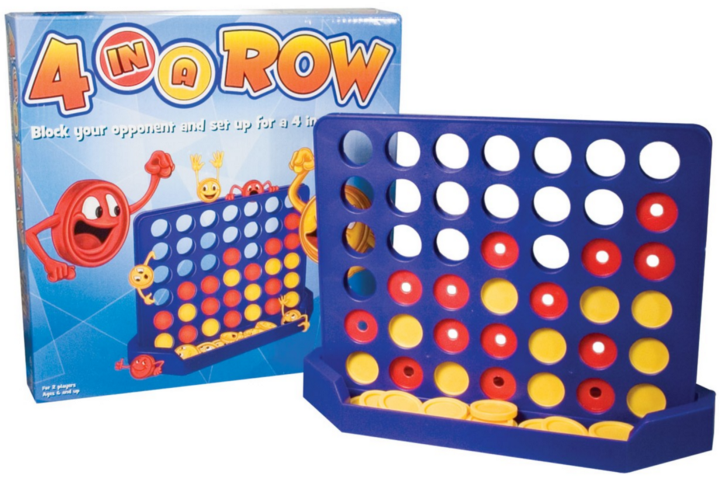 4 IN A ROW
Block your opponent and set up for a 4 in
For 2 players
Ages 6 and up